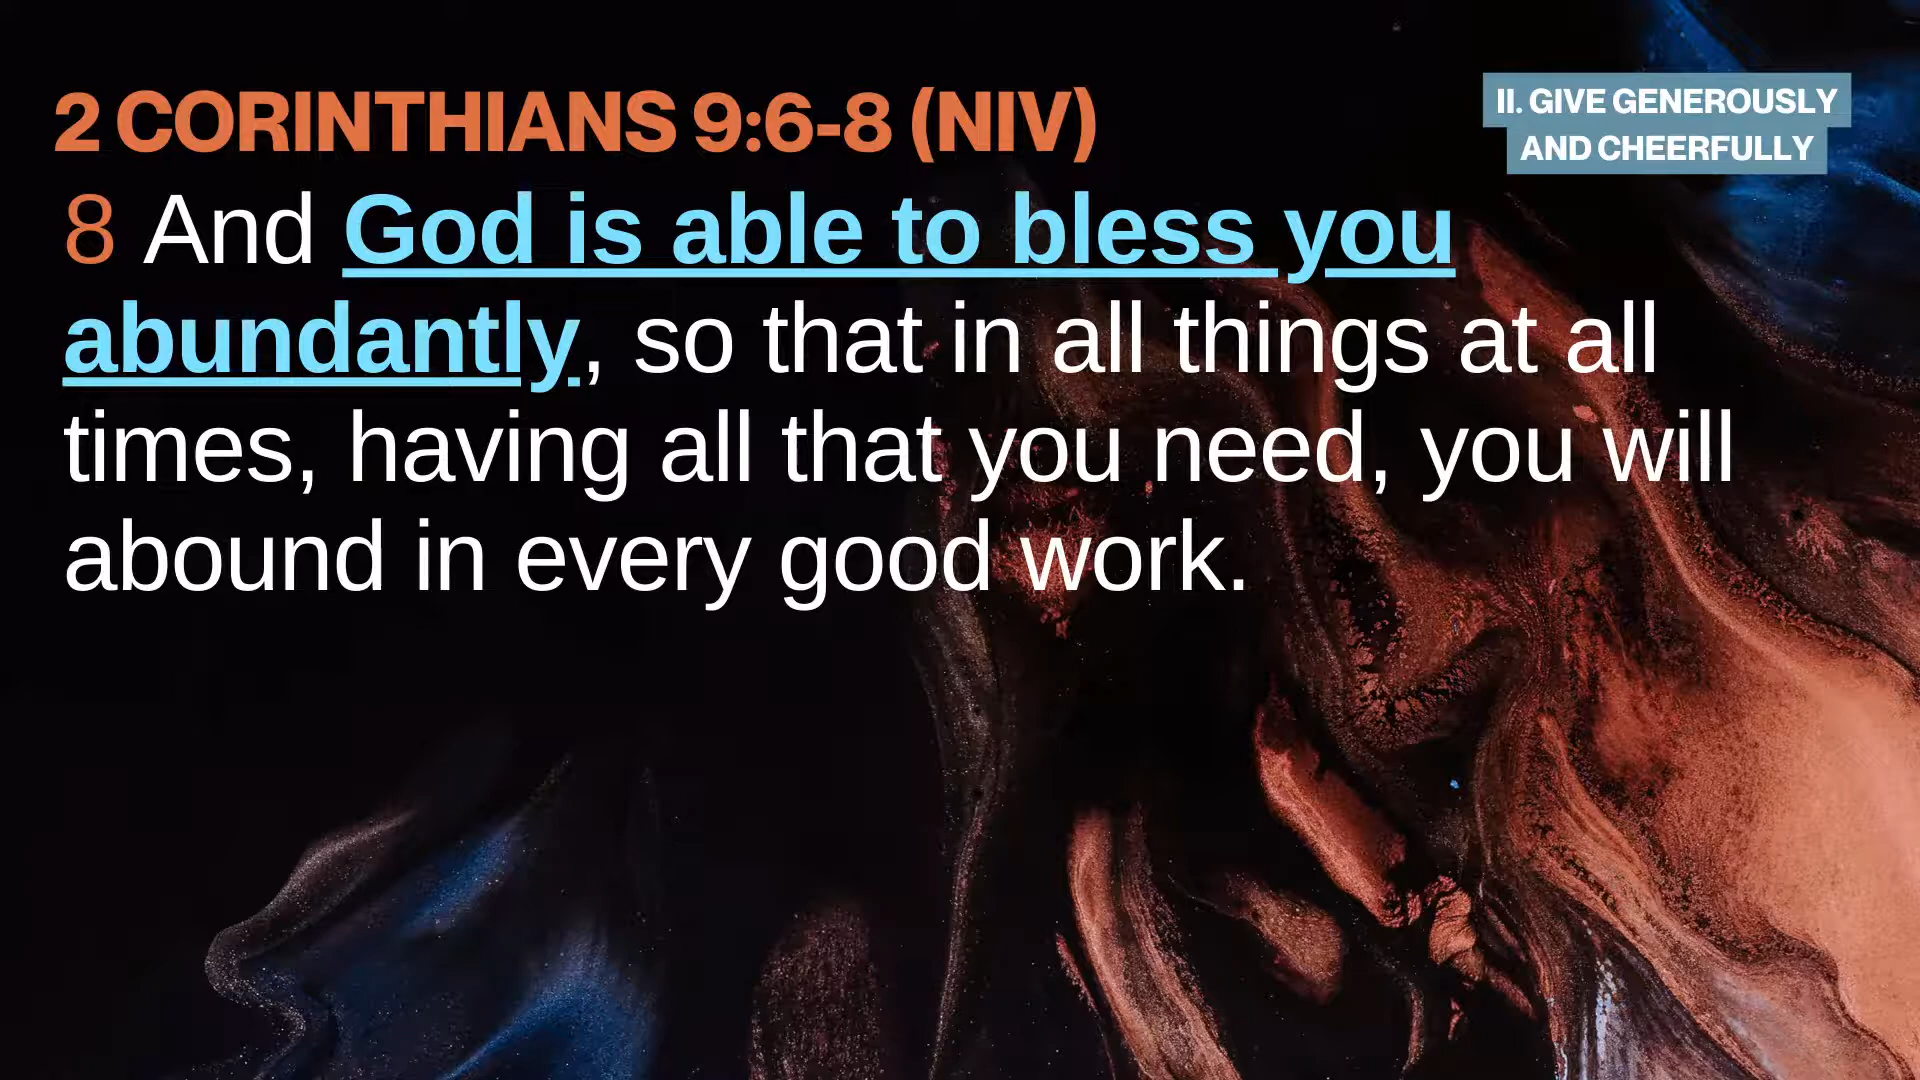 2 CORINTHIANS 9:6-8 (NIV)
II. GIVE GENEROUSLY
AND CHEERFULLY
8 And God is able to bless you
abundantly, so that in all things at all
times, having all that you need, you will
abound in every good work.